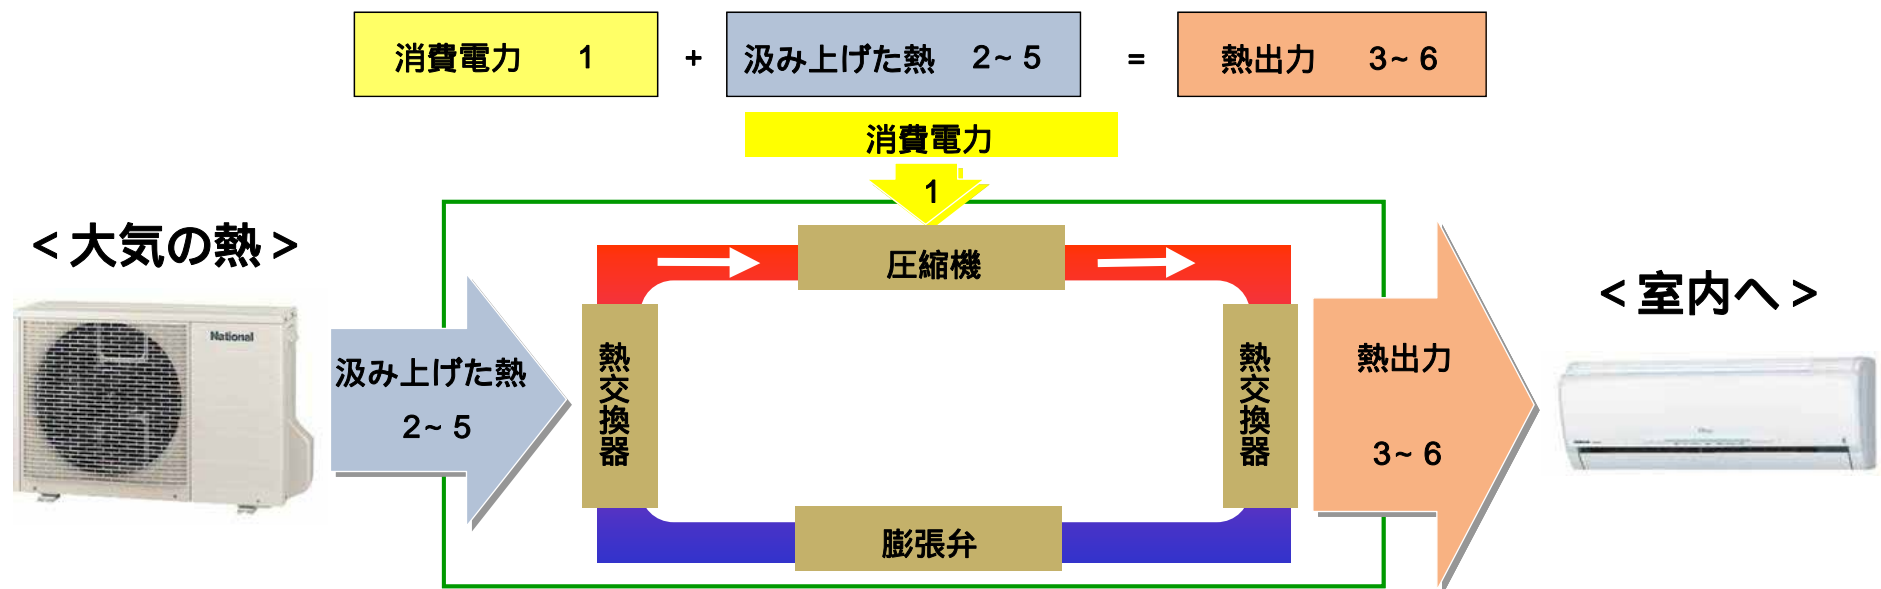 消費電力 1 + 汲み上げた熱 2~5 = 熱出力 3~6
消費電力
1
<大気の熱>
圧縮機
<室内へ>
National
汲み上げた熱
2~5
熱交換器
熱交換器
熱出力
3~6
膨張弁